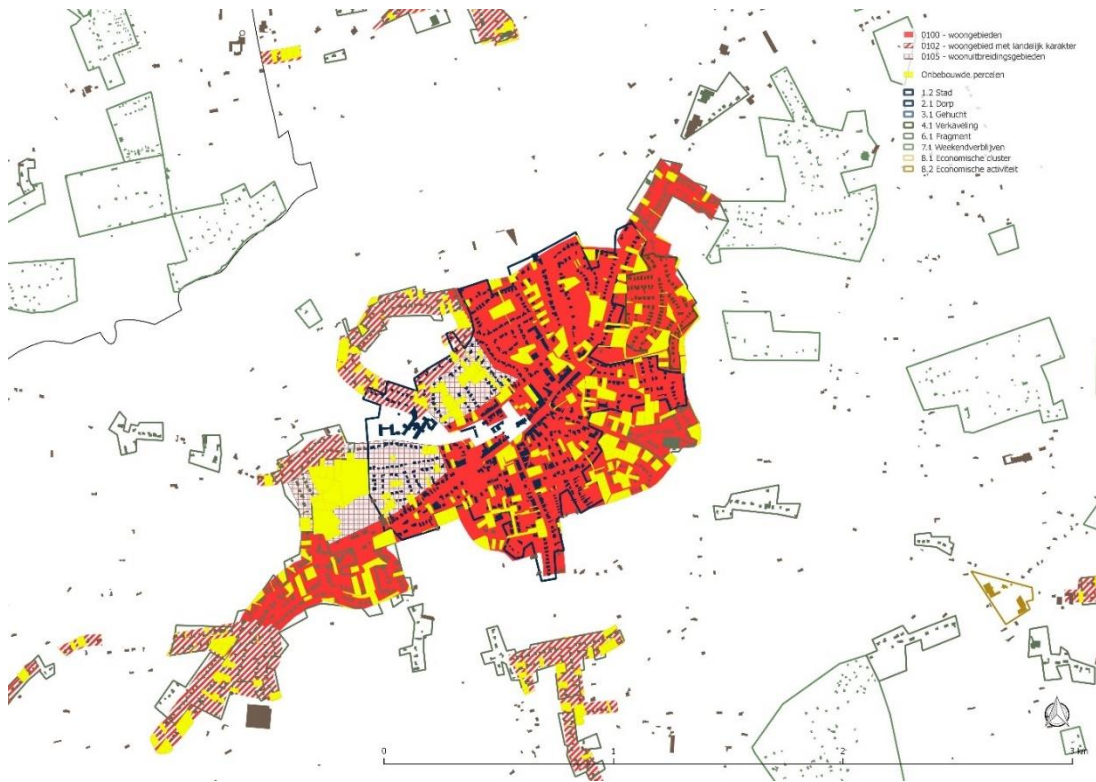 0100 - woongebieden
0102 - woongebied met landelijk karakter
0105 - woonuitbreidingsgebieden
Onbebouwde percelen
1.2 Stad
2.1 Dorp
3.1 Gehucht
4.1 Verkaveling
6.1 Fragment
7.1 Weekendverblijven
8.1 Economische cluster
8.2 Economische activiteit
0 1 2 3 km